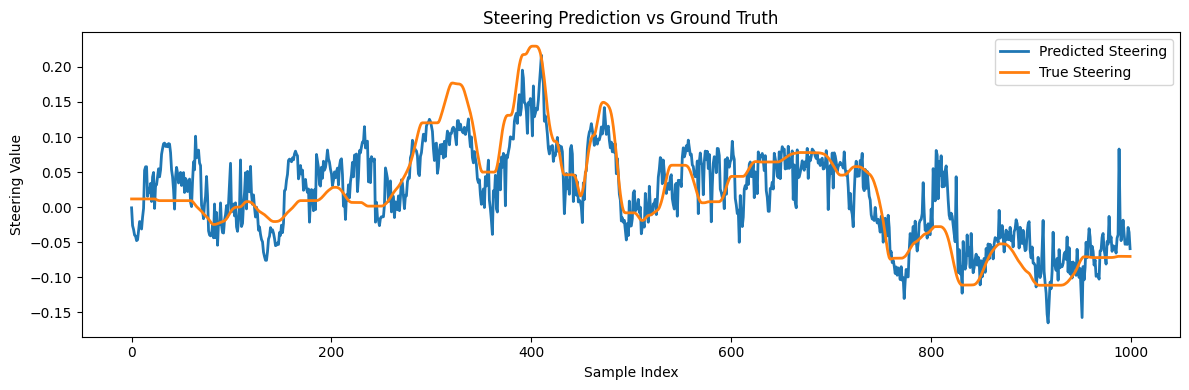 Steering Prediction vs Ground Truth
Predicted Steering
True Steering
Steering Value
0.20
0.15
0.10
0.05
0.00
−0.05
−0.10
−0.15
0
200
400
600
800
1000
Sample Index